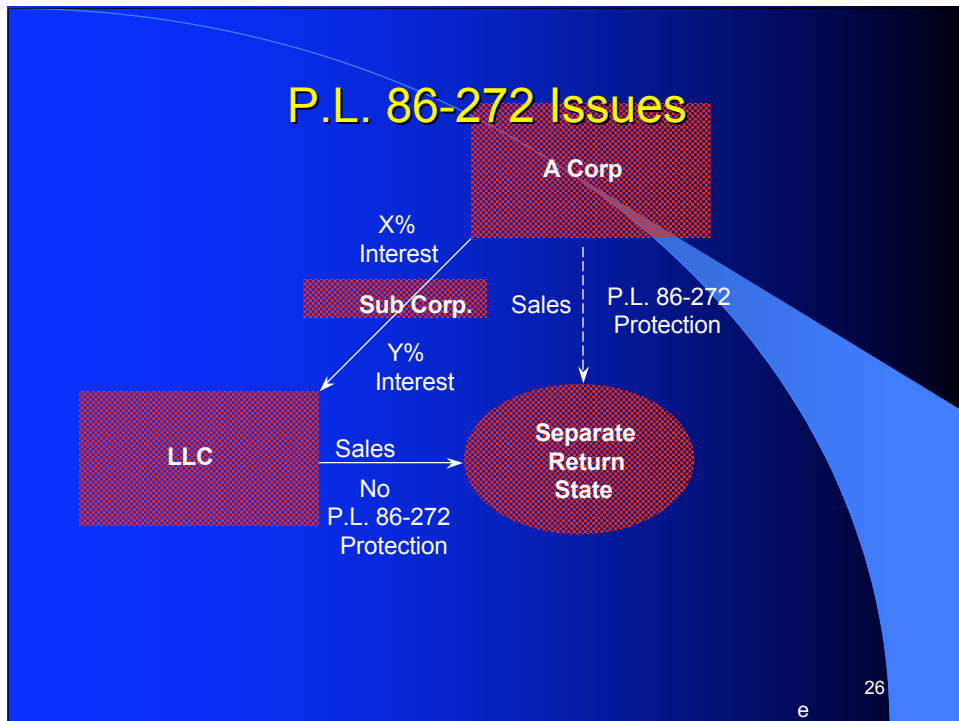 P.L. 86-272 Issues
A Corp
X%
Interest
Sub Corp.
Sales
P.L. 86-272
Protection
Y%
Interest
LLC
Sales
No
P.L. 86-272
Protection
Separate
Return
State
26
e